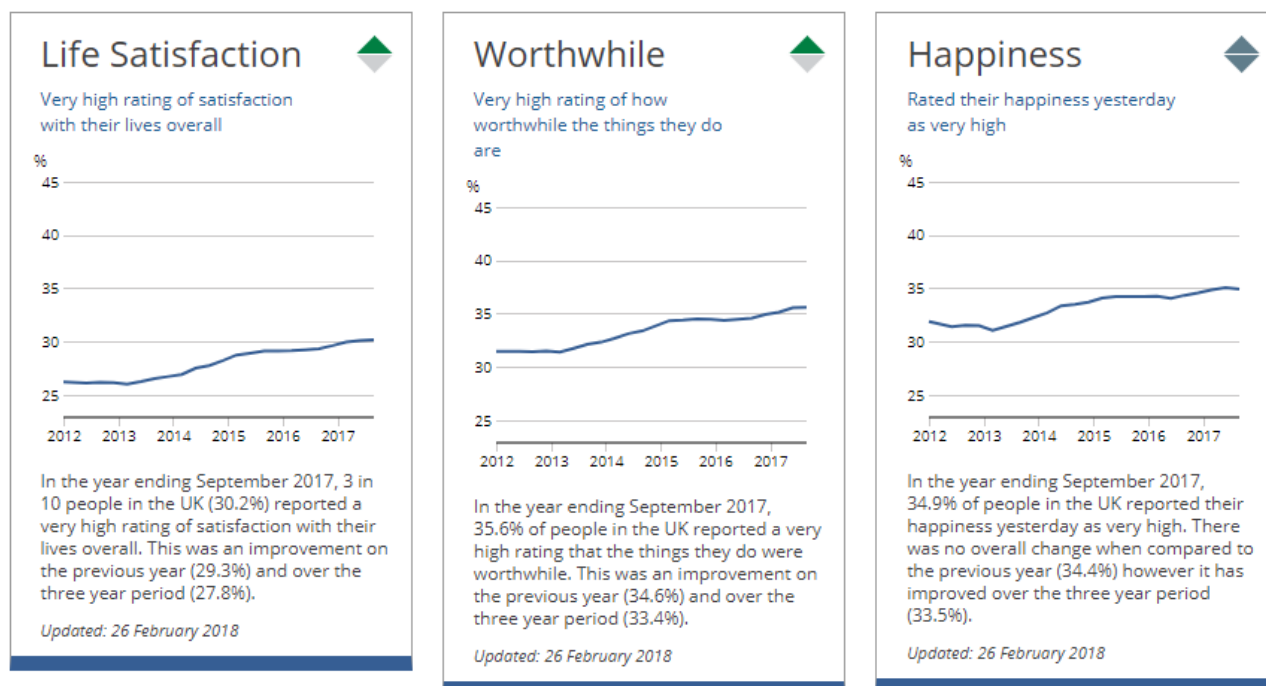 Life Satisfaction
Very high rating of satisfaction
with their lives overall
%
45
40
35
30
25
2012 2013 2014 2015 2016 2017
In the year ending September 2017, 3 in
10 people in the UK (30.2%) reported a
very high rating of satisfaction with their
lives overall. This was an improvement on
the previous year (29.3%) and over the
three year period (27.8%).
Updated: 26 February 2018
Worthwhile
Very high rating of how
worthwhile the things they do
are
%
45
40
35
30
25
2012 2013 2014 2015 2016 2017
In the year ending September 2017,
35.6% of people in the UK reported a very
high rating that the things they do were
worthwhile. This was an improvement on
the previous year (34.6%) and over the
three year period (33.4%).
Updated: 26 February 2018
Happiness
Rated their happiness yesterday
as very high
%
45
40
35
30
25
2012 2013 2014 2015 2016 2017
In the year ending September 2017,
34.9% of people in the UK reported their
happiness yesterday as very high. There
was no overall change when compared to
the previous year (34.4%) however it has
improved over the three year period
(33.5%).
Updated: 26 February 2018